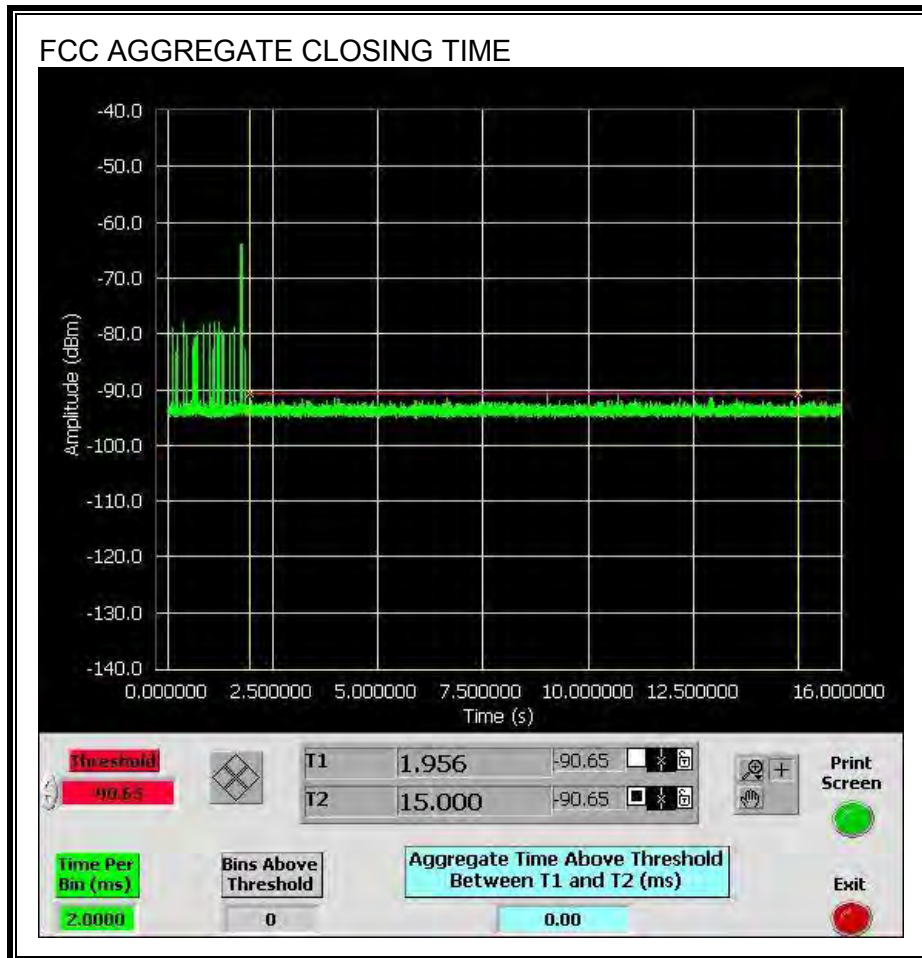 FCC AGGREGATE CLOSING TIME
-40.0
-50.0
-60.0
-70.0
-80.0
-90.0
-100.0
-110.0
-120.0
-130.0
-140.0
Amplitude (dBm)
0.000000 2.500000 5.000000 7.500000 10.000000 12.500000 16.000000
Time (s)
Threshold
-90.65
T1 1.956 -90.65
T2 15.000 -90.65
Print
Screen
Time Per
Bin (ms)
2.0000
Bins Above
Threshold
0
Aggregate Time Above Threshold
Between T1 and T2 (ms)
0.00
Exit